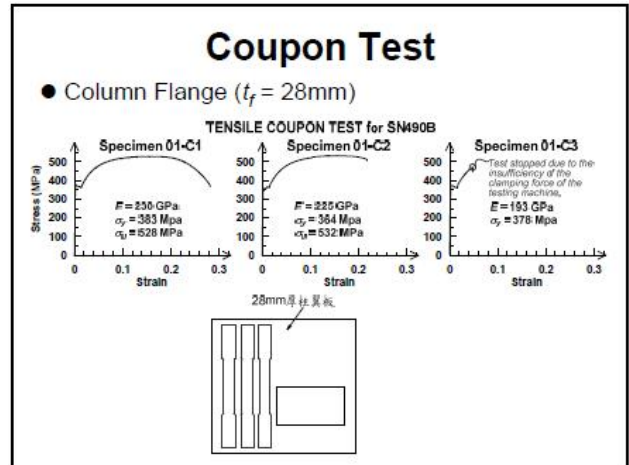 Coupon Test
● Column Flange (tf = 28mm)
TENSILE COUPON TEST for SN490B
Specimen 01-C1
Specimen 01-C2
Specimen 01-C3
Stress (MPa)
500
400
300
200
100
0
E = 230 GPa
σy = 383 Mpa
σu = 528 MPa
0 0.1 0.2 0.3
Strain
500
400
300
200
100
0
E = 225 GPa
σy = 364 Mpa
σu = 532 MPa
0 0.1 0.2 0.3
Strain
500
400
300
200
100
0
Test stopped due to the
insufficiency of the
clamping force of the
testing machine.
E = 193 GPa
σy = 378 Mpa
0 0.1 0.2 0.3
Strain
28mm厚柱翼板